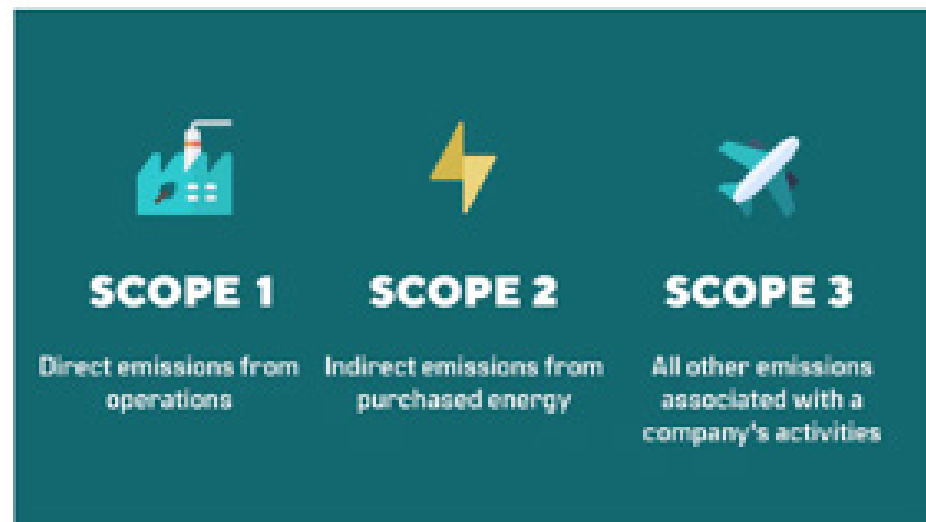 SCOPE 1
Direct emissions from
operations
SCOPE 2
Indirect emissions from
purchased energy
SCOPE 3
All other emissions
associated with a
company's activities